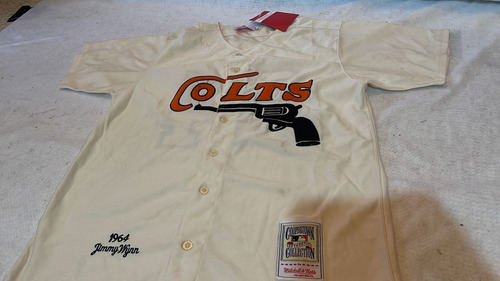 COLTS
1964
Jimmy Wynn
COOPERSTOWN
COLLECTION
Mitchell & Ness